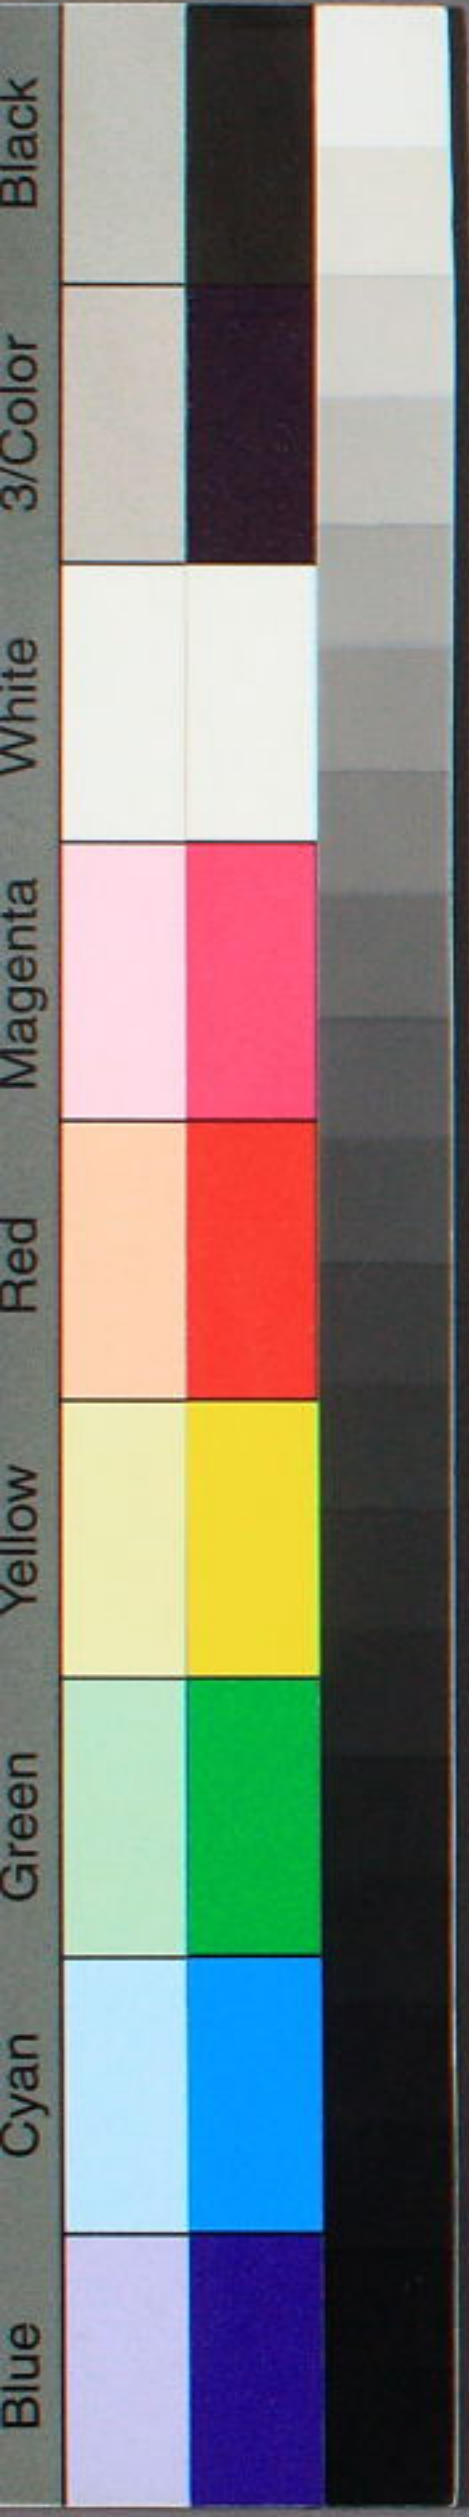 Black
3/Color
White
Magenta
Red
Yellow
Green
Cyan
Blue